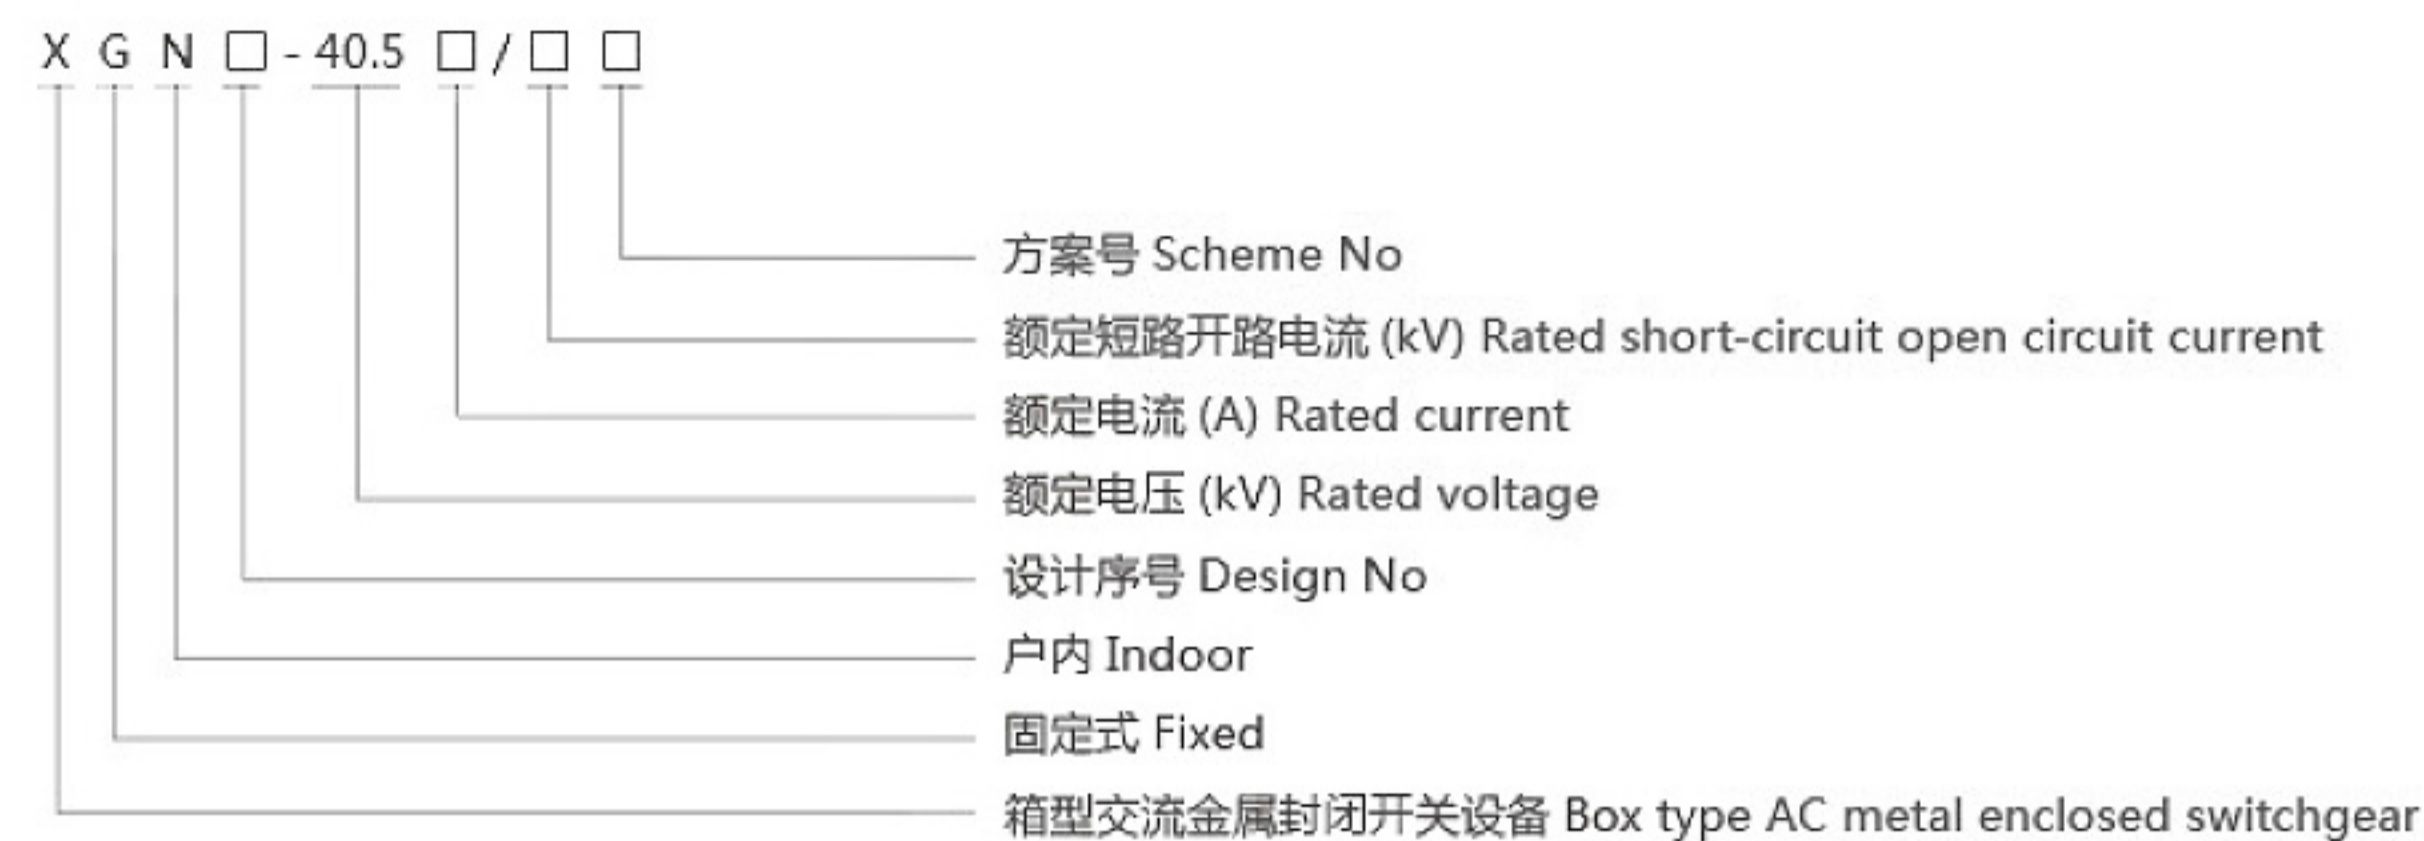 X G N □ - 40.5 □ / □ □
方案号 Scheme No
额定短路开路电流 (kV) Rated short-circuit open circuit current
额定电流 (A) Rated current
额定电压 (kV) Rated voltage
设计序号 Design No
户内 Indoor
固定式 Fixed
箱型交流金属封闭开关设备 Box type AC metal enclosed switchgear